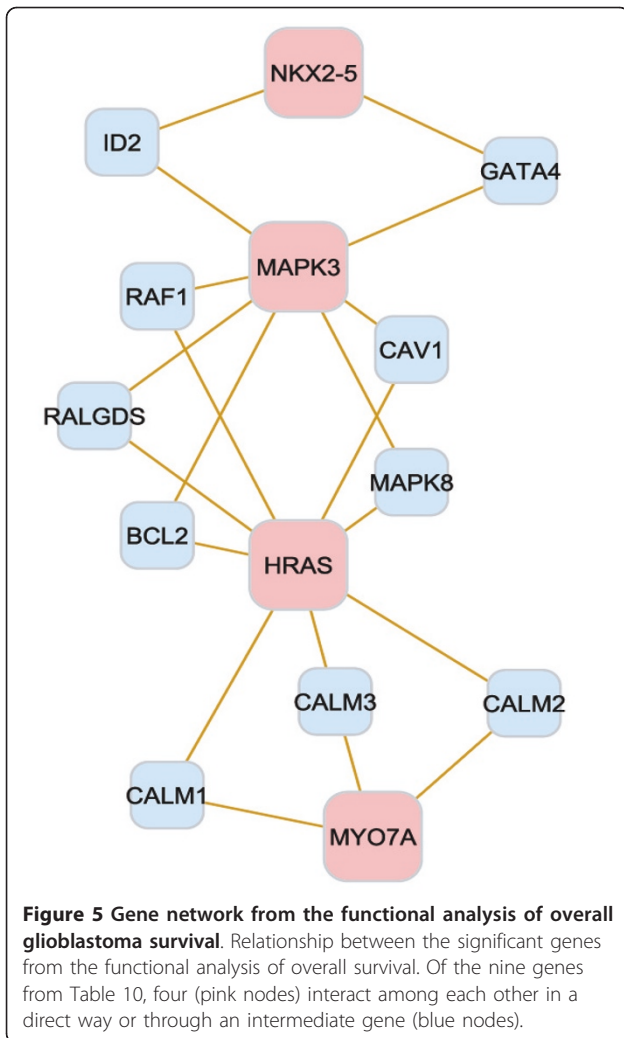 NKX2-5
ID2
GATA4
MAPK3
RAF1
CAV1
RALGDS
MAPK8
BCL2
HRAS
CALM3
CALM2
CALM1
MYO7A
Figure 5 Gene network from the functional analysis of overall
glioblastoma survival. Relationship between the significant genes
from the functional analysis of overall survival. Of the nine genes
from Table 10, four (pink nodes) interact among each other in a
direct way or through an intermediate gene (blue nodes).